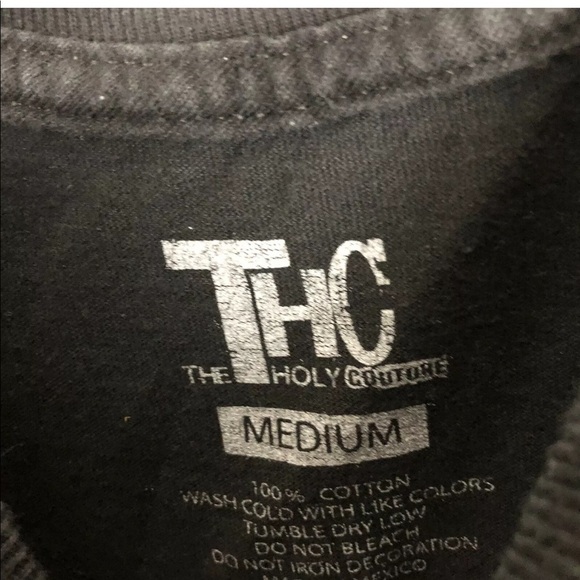 THC
THE HOLY COUTURE
MEDIUM
100% COTTON
WASH COLD WITH LIKE COLORS
TUMBLE DRY LOW
DO NOT BLEACH
DO NOT IRON DECORATION
MEXICO